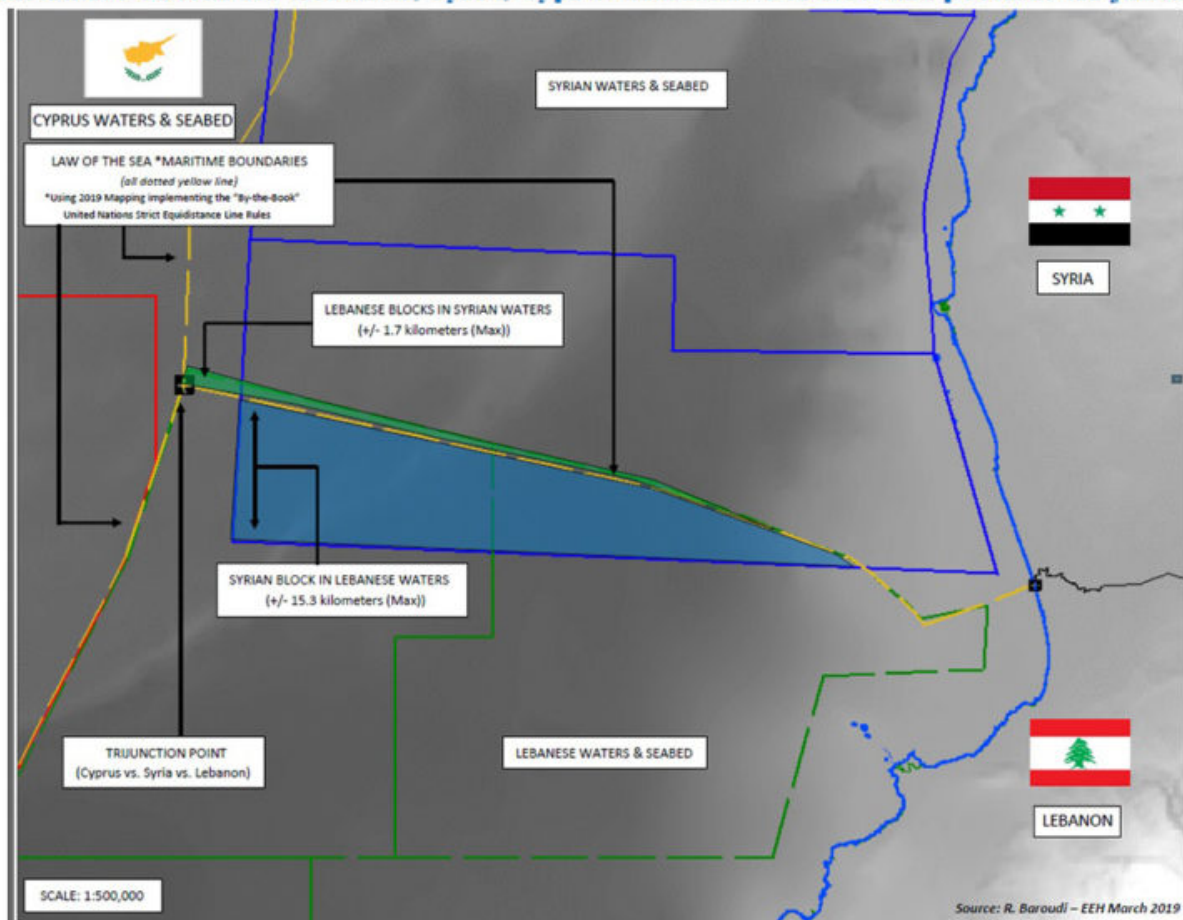 CYPRUS WATERS & SEABED
LAW OF THE SEA *MARITIME BOUNDARIES
(all dotted yellow line)
*Using 2019 Mapping implementing the "By-the-Book"
United Nations Strict Equidistance Line Rules
SYRIAN WATERS & SEABED
SYRIA
LEBANESE BLOCKS IN SYRIAN WATERS
(+/- 1.7 kilometers (Max))
SYRIAN BLOCK IN LEBANESE WATERS
(+/- 15.3 kilometers (Max))
TRIJUNCTION POINT
(Cyprus vs. Syria vs. Lebanon)
LEBANESE WATERS & SEABED
LEBANON
SCALE: 1:500,000
Source: R. Baroudi – EEH March 2019